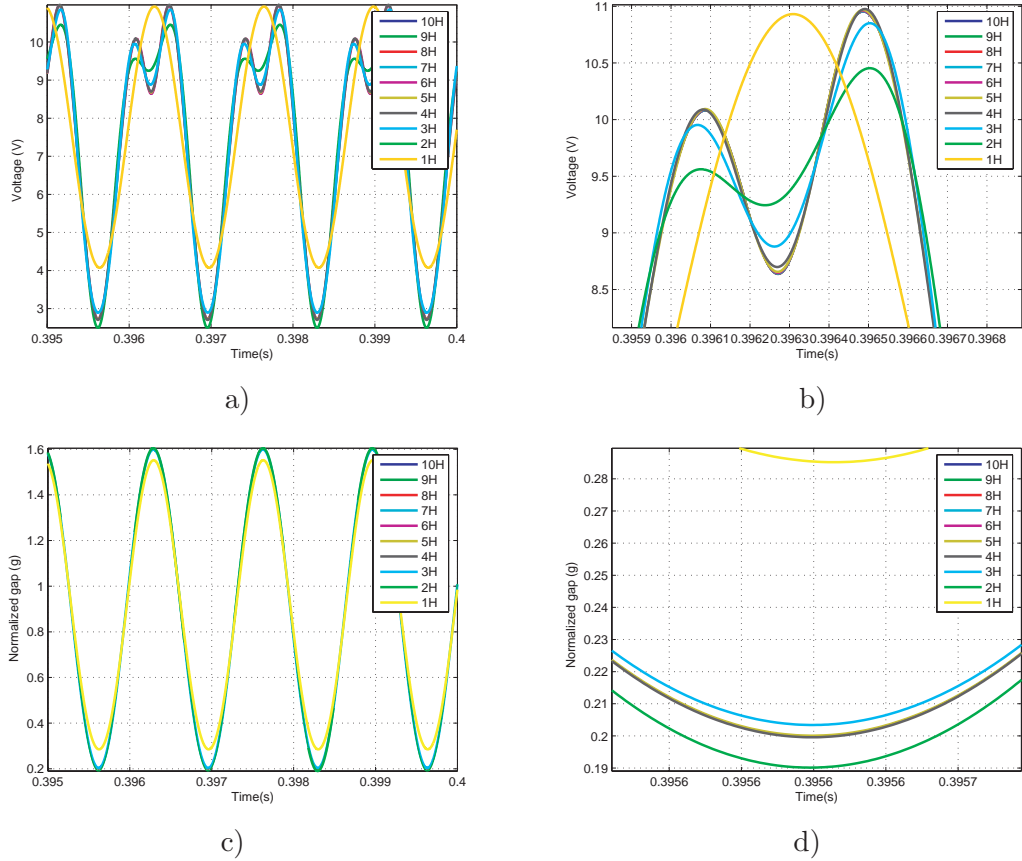 11
10
9
8
7
6
5
4
3
Voltage (V)
0.395
0.396
0.397
0.398
0.399
0.4
Time(s)
10H
9H
8H
7H
6H
5H
4H
3H
2H
1H
a)
11
10.5
10
9.5
9
8.5
Voltage (V)
0.3959
0.396
0.3961
0.3962
0.3963
0.3964
0.3965
0.3966
0.3967
0.3968
Time(s)
10H
9H
8H
7H
6H
5H
4H
3H
2H
1H
b)
1.6
1.4
1.2
1
0.8
0.6
0.4
0.2
Normalized gap (g)
0.395
0.396
0.397
0.398
0.399
0.4
Time(s)
10H
9H
8H
7H
6H
5H
4H
3H
2H
1H
c)
0.28
0.27
0.26
0.25
0.24
0.23
0.22
0.21
0.2
0.19
Normalized gap (g)
0.3956
0.3956
0.3956
0.3956
0.3957
Time(s)
10H
9H
8H
7H
6H
5H
4H
3H
2H
1H
d)